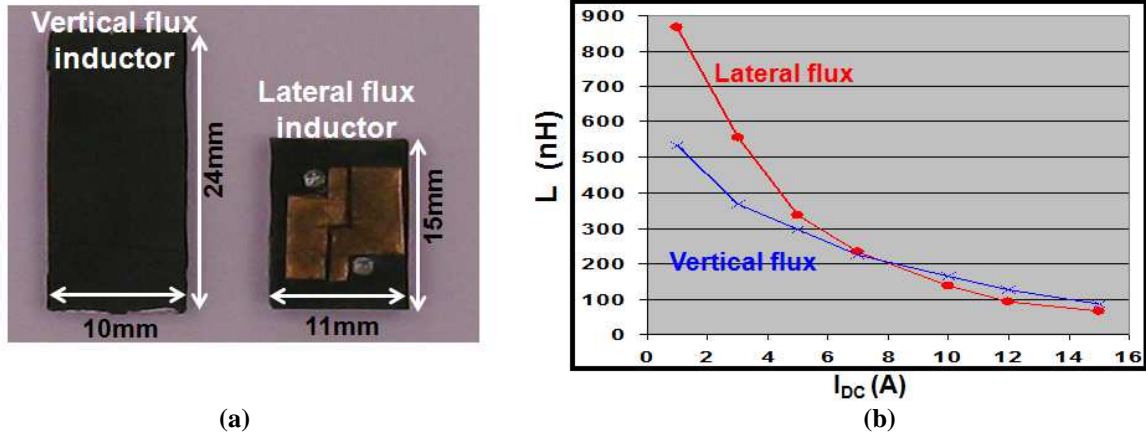 Vertical flux
inductor
Lateral flux
inductor
24mm
15mm
10mm
11mm
(a)
900
800
700
600
500
400
300
200
100
0
L (nH)
Lateral flux
Vertical flux
0 2 4 6 8 10 12 14 16
I_DC (A)
(b)